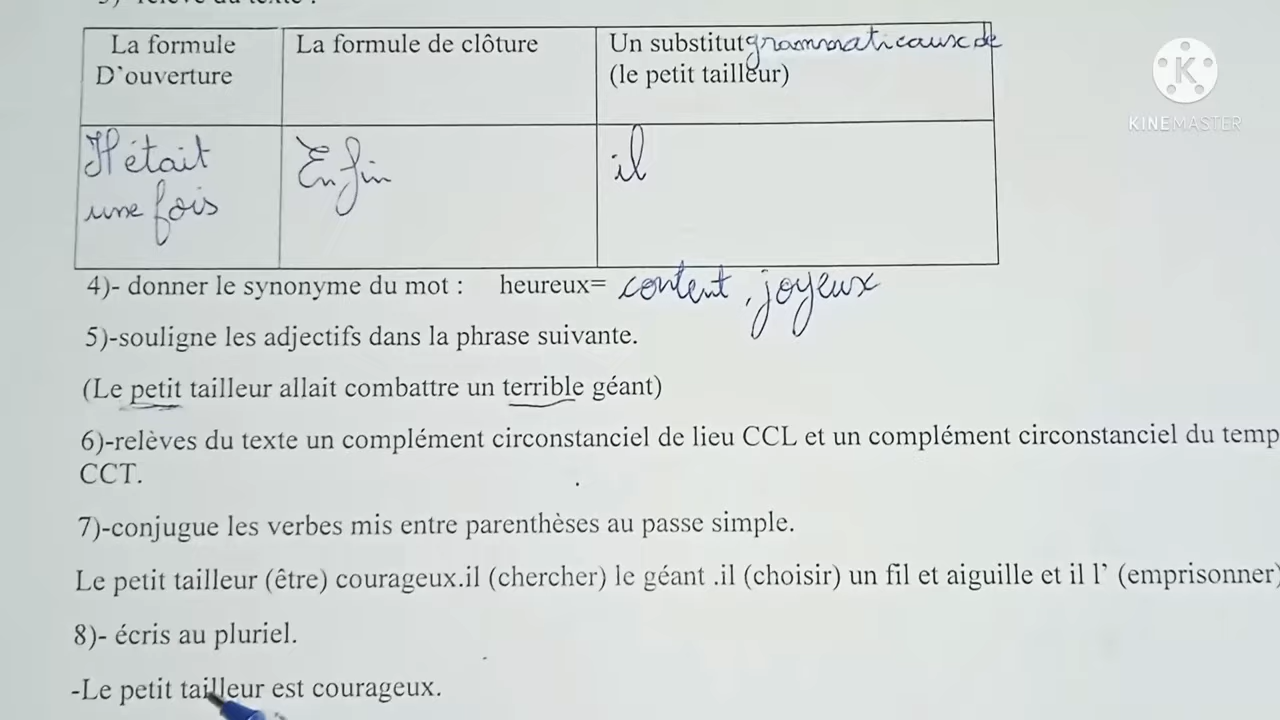 La formule
D'ouverture
La formule de clôture
Un substitut grammaticaux de
(le petit tailleur)
Il était
une fois
Enfin
il
4)- donner le synonyme du mot : heureux= content, joyeux
5)-souligne les adjectifs dans la phrase suivante.
(Le petit tailleur allait combattre un terrible géant)
6)-relèves du texte un complément circonstanciel de lieu CCL et un complément circonstanciel du temp
CCT.
7)-conjugue les verbes mis entre parenthèses au passe simple.
Le petit tailleur (être) courageux.il (chercher) le géant .il (choisir) un fil et aiguille et il l' (emprisonner)
8)- écris au pluriel.
-Le petit tailleur est courageux.
K
KINEMASTER